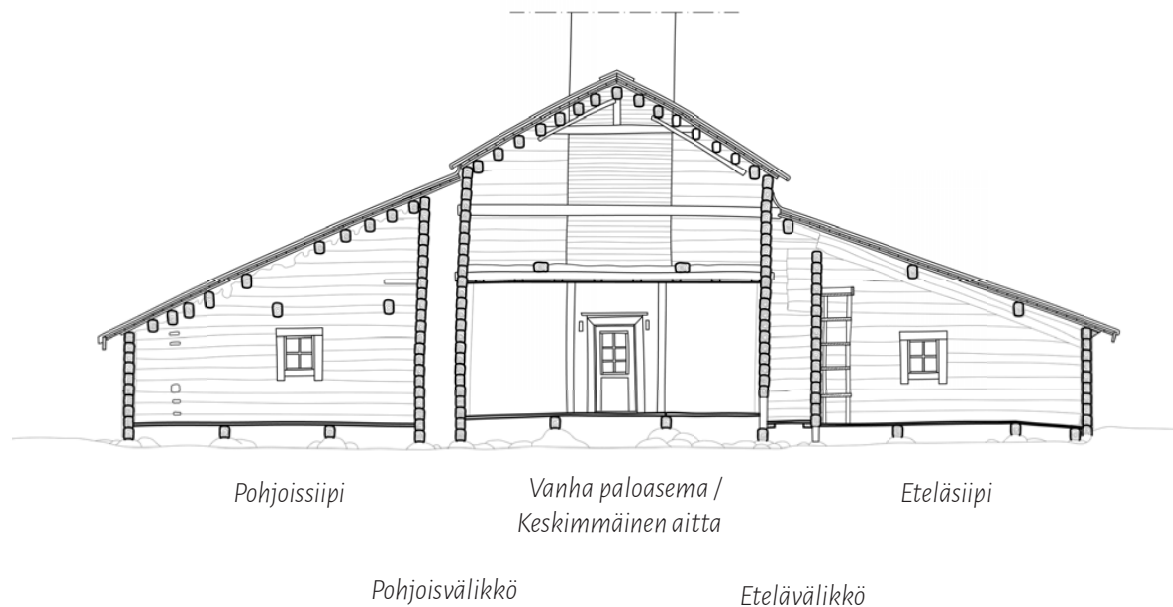 Pohjoissiipi
Vanha paloasema /
Keskimmäinen aitta
Eteläsiipi
Pohjoisvälikkö
Etelävälikkö